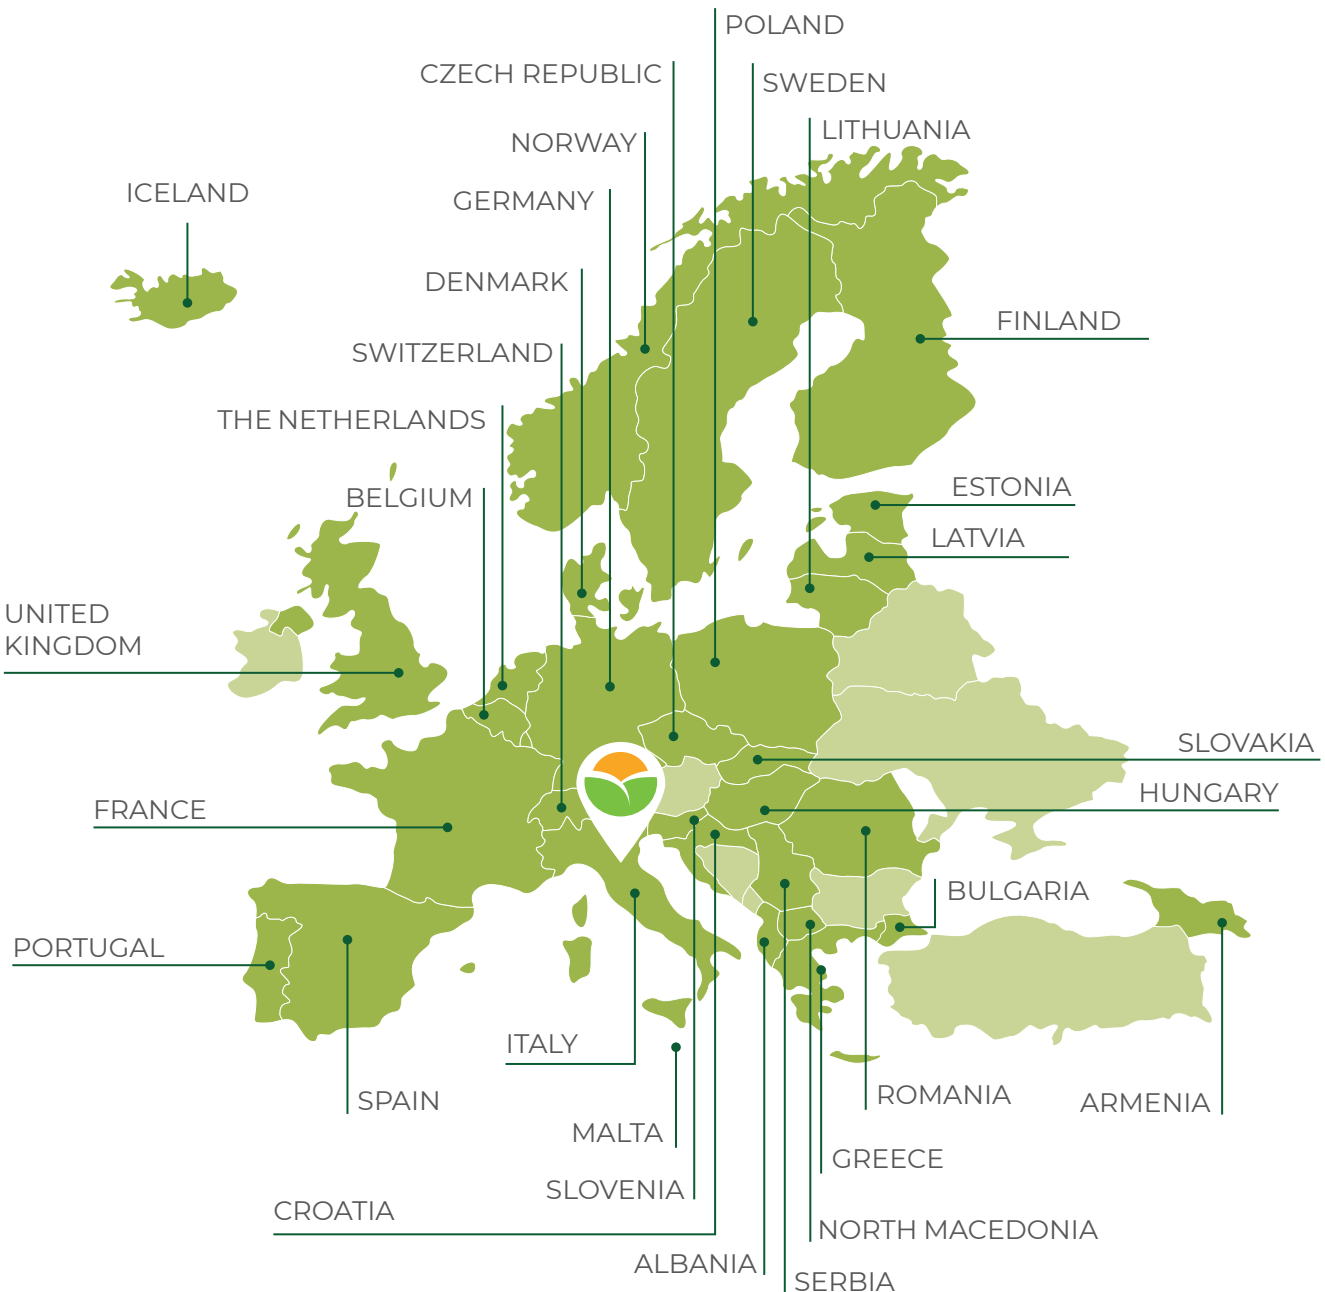 POLAND
CZECH REPUBLIC
SWEDEN
LITHUANIA
NORWAY
ICELAND
GERMANY
DENMARK
FINLAND
SWITZERLAND
THE NETHERLANDS
ESTONIA
BELGIUM
LATVIA
UNITED
KINGDOM
SLOVAKIA
HUNGARY
FRANCE
BULGARIA
PORTUGAL
ITALY
ROMANIA
SPAIN
ARMENIA
MALTA
GREECE
SLOVENIA
CROATIA
NORTH MACEDONIA
ALBANIA
SERBIA